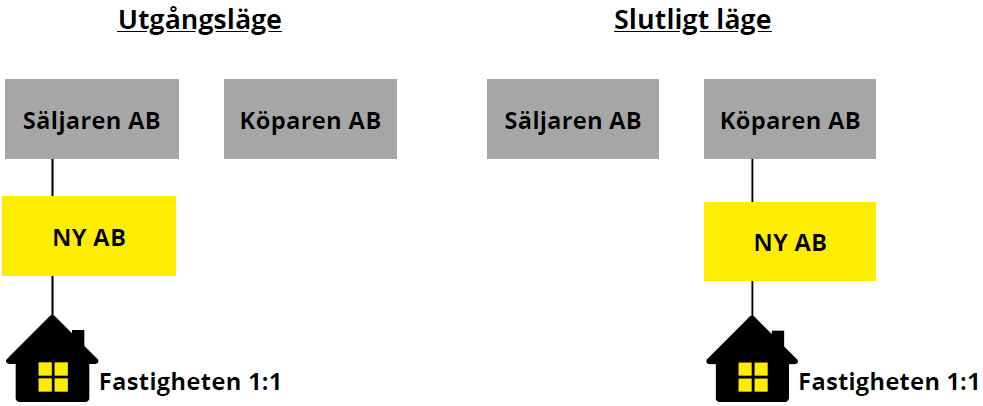 Utgångsläge
Säljaren AB
Köparen AB
NY AB
Fastigheten 1:1
Slutligt läge
Säljaren AB
Köparen AB
NY AB
Fastigheten 1:1